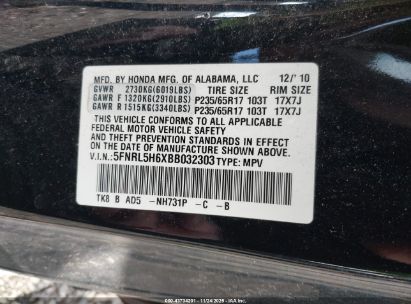 MFD. BY HONDA MFG. OF ALABAMA, LLC 12/10
GVWR 2730KG(6019LBS) TIRE SIZE RIM SIZE
GAWR F 1320KG(2910LBS) P235/65R17 103T 17X7J
GAWR R 1515KG(3340LBS) P235/65R17 103T 17X7J
THIS VEHICLE CONFORMS TO ALL APPLICABLE
FEDERAL MOTOR VEHICLE SAFETY, BUMPER,
AND THEFT PREVENTION STANDARDS IN EFFECT
ON THE DATE OF MANUFACTURE SHOWN ABOVE.
V.I.N.:5FNRL5H6XBB032303 TYPE: MPV
TK8 B AD5 -NH731P -C -B